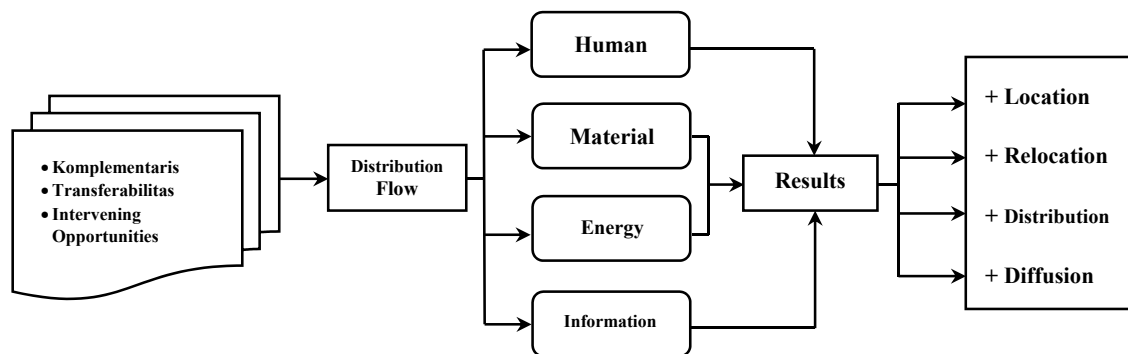 • Komplementaris
• Transferabilitas
• Intervening
Opportunities
Distribution
Flow
Human
Material
Energy
Information
Results
+ Location
+ Relocation
+ Distribution
+ Diffusion